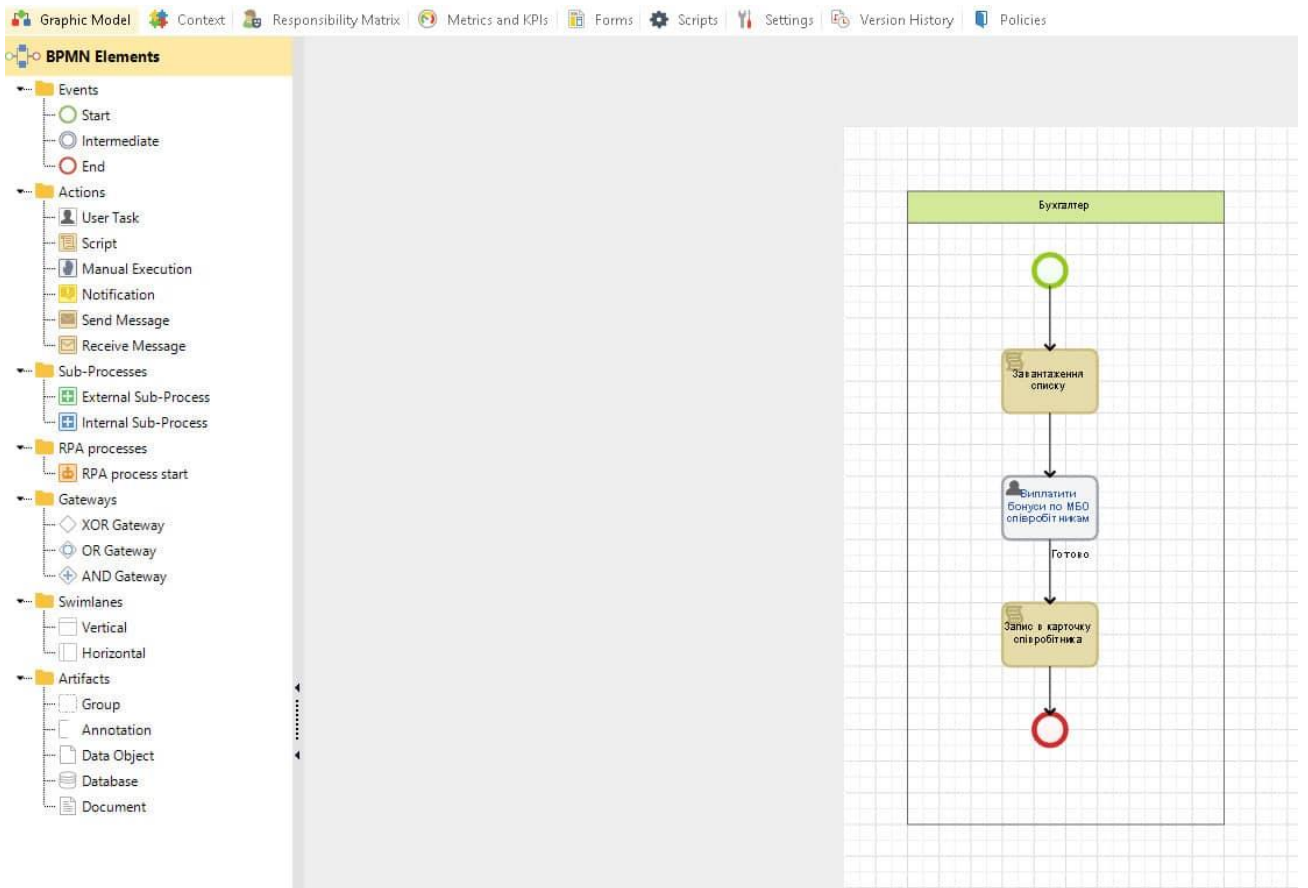 Graphic Model Context Responsibility Matrix Metrics and KPIs Forms Scripts Settings Version History Policies
BPMN Elements
Events
Start
Intermediate
End
Actions
User Task
Script
Manual Execution
Notification
Send Message
Receive Message
Sub-Processes
External Sub-Process
Internal Sub-Process
RPA processes
RPA process start
Gateways
XOR Gateway
OR Gateway
AND Gateway
Swimlanes
Vertical
Horizontal
Artifacts
Group
Annotation
Data Object
Database
Document
Бухгалтер
Завантаження
списку
Виплатити
бонуси по МБО
співробітникам
Готово
Запис в карточку
співробітника